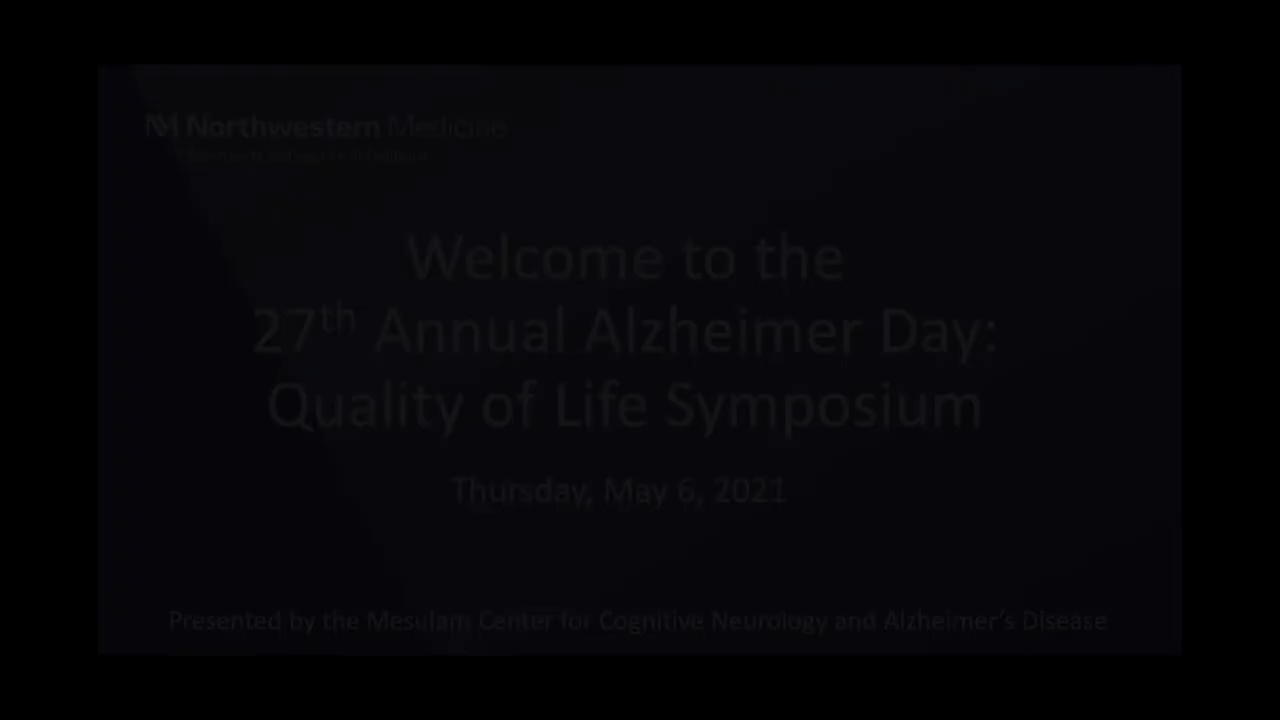 Northwestern Medicine
Welcome to the
27th Annual Alzheimer Day:
Quality of Life Symposium
Thursday, May 6, 2021
Presented by the Mesulam Center for Cognitive Neurology and Alzheimer's Disease